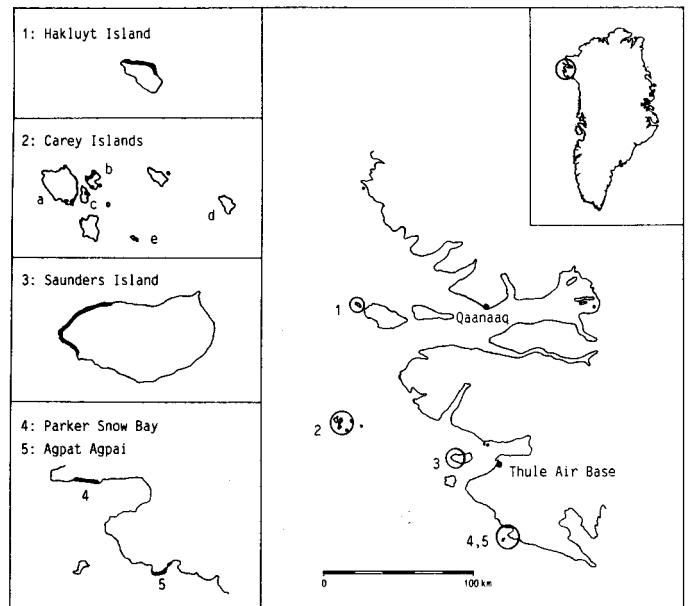 1: Hakluyt Island
2: Carey Islands
a
b
c
d
e
3: Saunders Island
4: Parker Snow Bay
5: Agpat Agpai
4
5
1
Qaanaaq
2
3
Thule Air Base
4,5
0
100 km